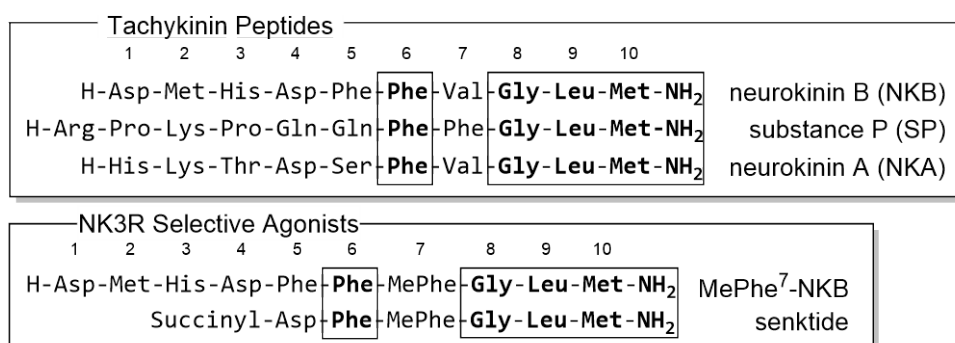 Tachykinin Peptides
1 2 3 4 5 6 7 8 9 10
H-Asp-Met-His-Asp-Phe-Phe-Val-Gly-Leu-Met-NH₂ neurokinin B (NKB)
H-Arg-Pro-Lys-Pro-Gln-Gln-Phe-Phe-Gly-Leu-Met-NH₂ substance P (SP)
H-His-Lys-Thr-Asp-Ser-Phe-Val-Gly-Leu-Met-NH₂ neurokinin A (NKA)
NK3R Selective Agonists
1 2 3 4 5 6 7 8 9 10
H-Asp-Met-His-Asp-Phe-Phe-MePhe-Gly-Leu-Met-NH₂ MePhe⁷-NKB
Succinyl-Asp-Phe-MePhe-Gly-Leu-Met-NH₂ senktide